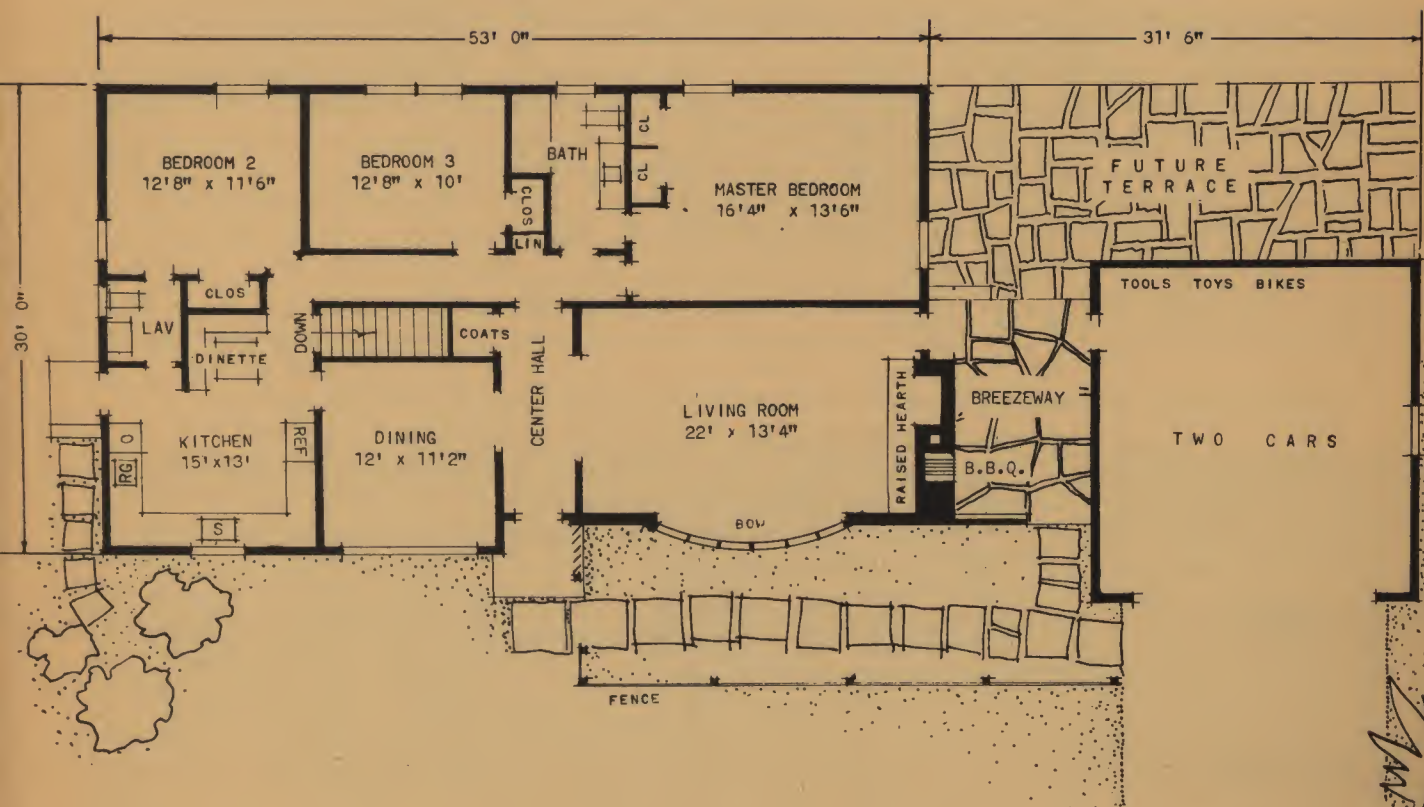 53' 0"
31' 6"
30' 0"
BEDROOM 2
12'8" x 11'6"
BEDROOM 3
12'8" x 10'
BATH
CL
CL
CLOS
LIN
MASTER BEDROOM
16'4" x 13'6"
FUTURE
TERRACE
TOOLS TOYS BIKES
CLOS
LAV
DINETTE
DOWN
COATS
CENTER HALL
LIVING ROOM
22' x 13'4"
RAISED HEARTH
BREEZEWAY
B.B.Q.
TWO CARS
KITCHEN
15'x13'
O
RG
REF
S
DINING
12' x 11'2"
BOW
FENCE